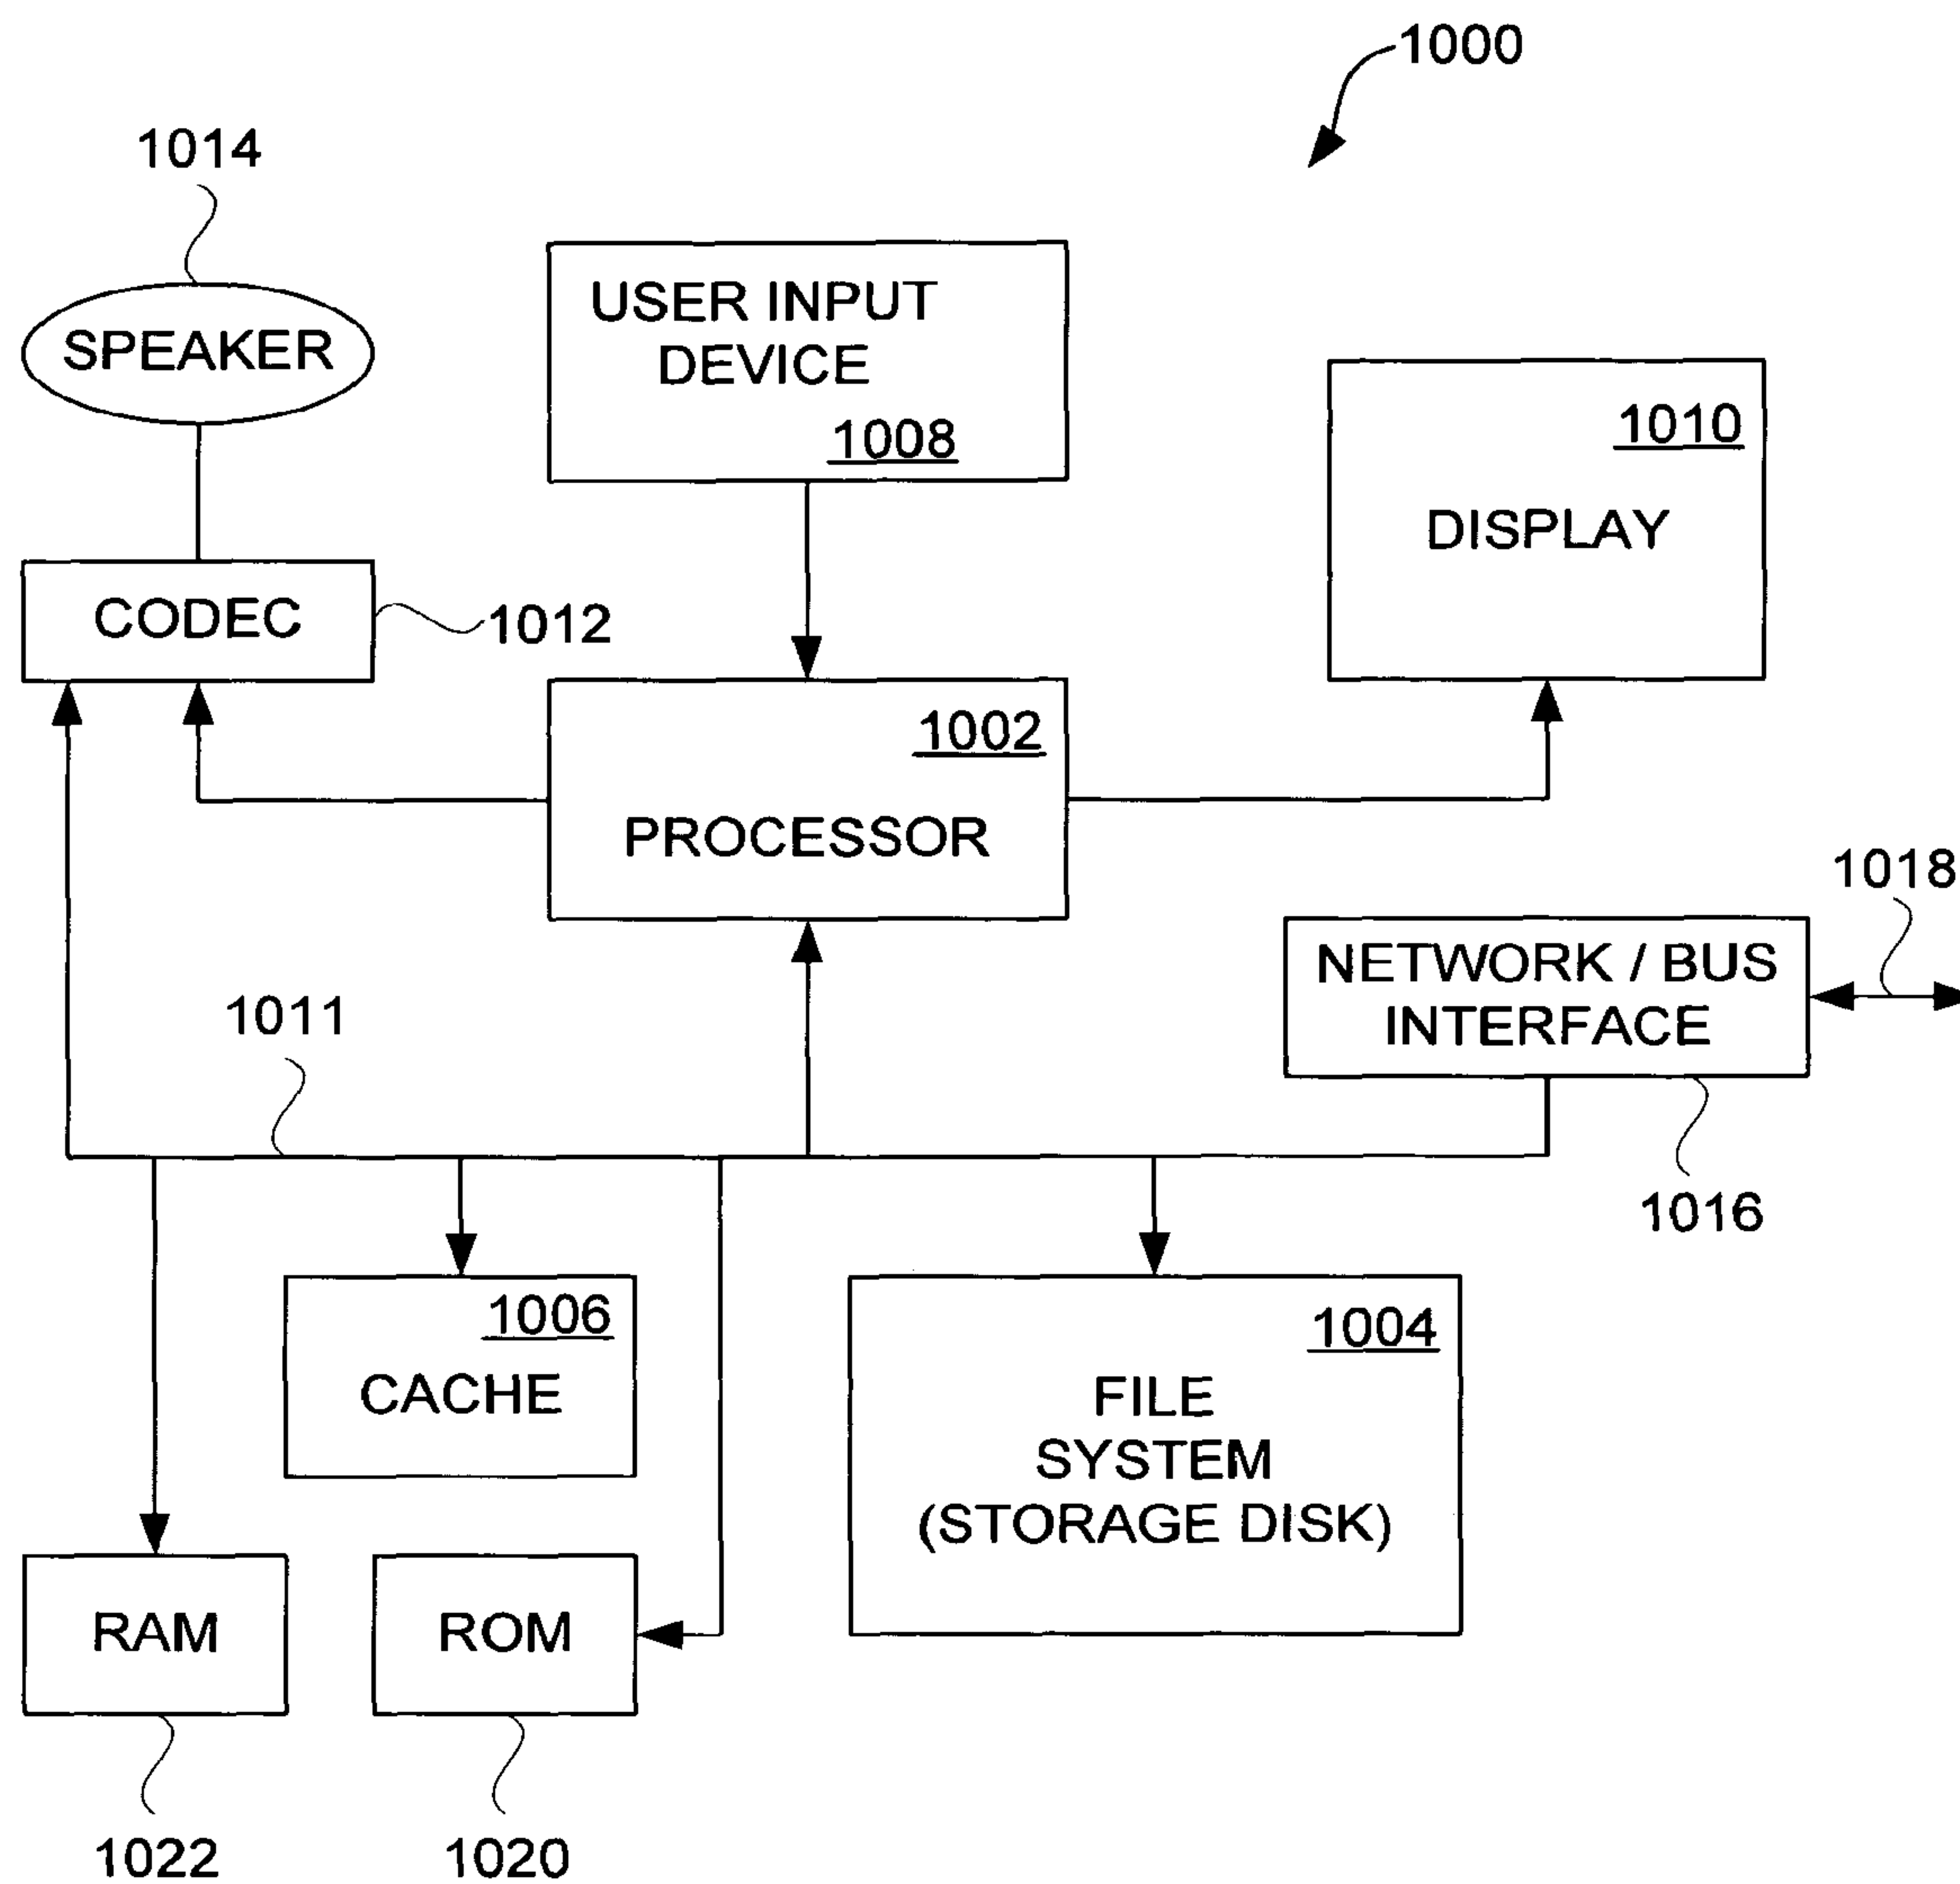 1000
1014
SPEAKER
USER INPUT
DEVICE
1008
1010
DISPLAY
CODEC
1012
1002
PROCESSOR
1018
NETWORK / BUS
INTERFACE
1011
1016
1006
CACHE
1004
FILE
SYSTEM
(STORAGE DISK)
RAM
ROM
1022
1020